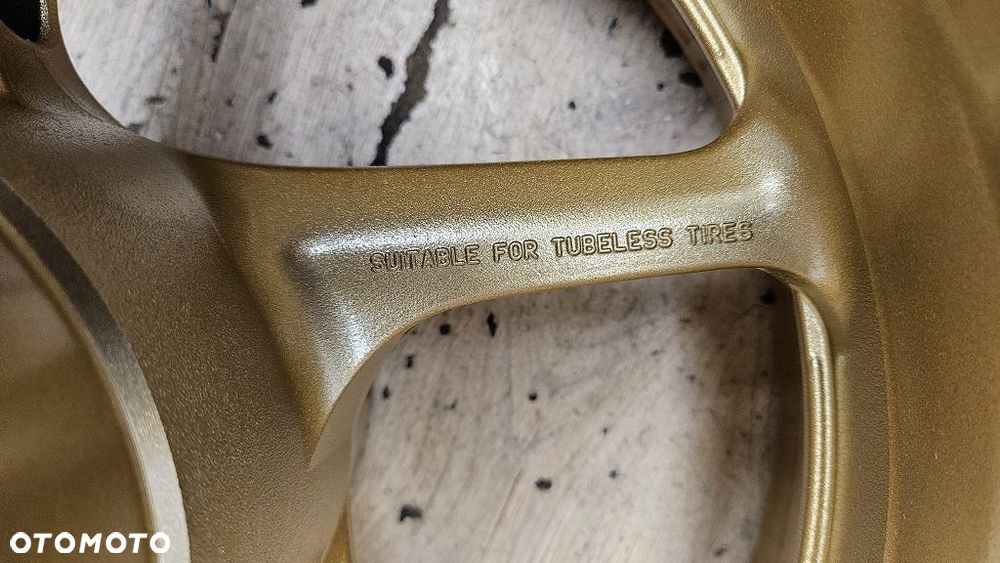 SUITABLE FOR TUBELESS TIRES
OTOMOTO